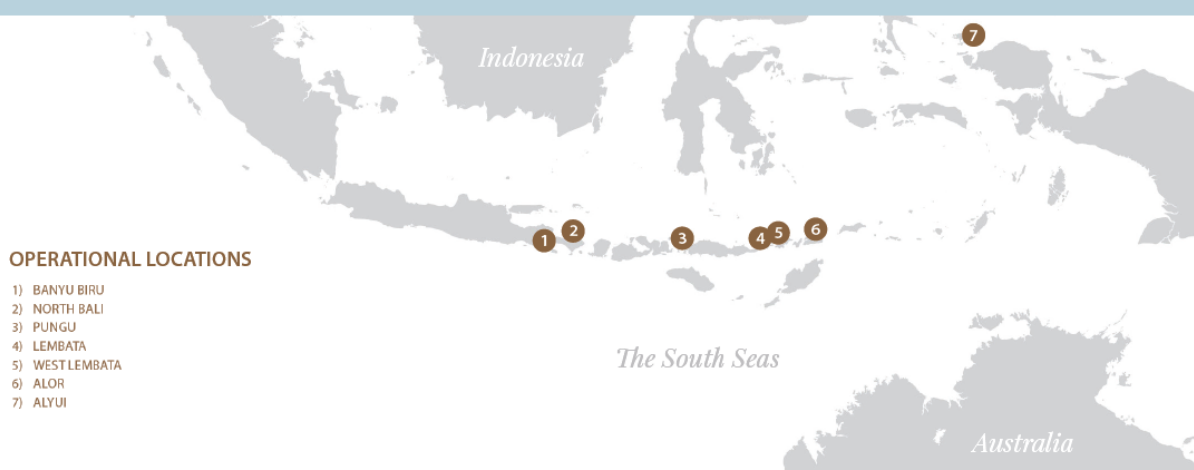 7
Indonesia
6
2
5
3
4
1
OPERATIONAL LOCATIONS
1) BANYU BIRU
2) NORTH BALI
3) PUNGU
4) LEMBATA
5) WEST LEMBATA
6) ALOR
7) ALYUI
The South Seas
Australia